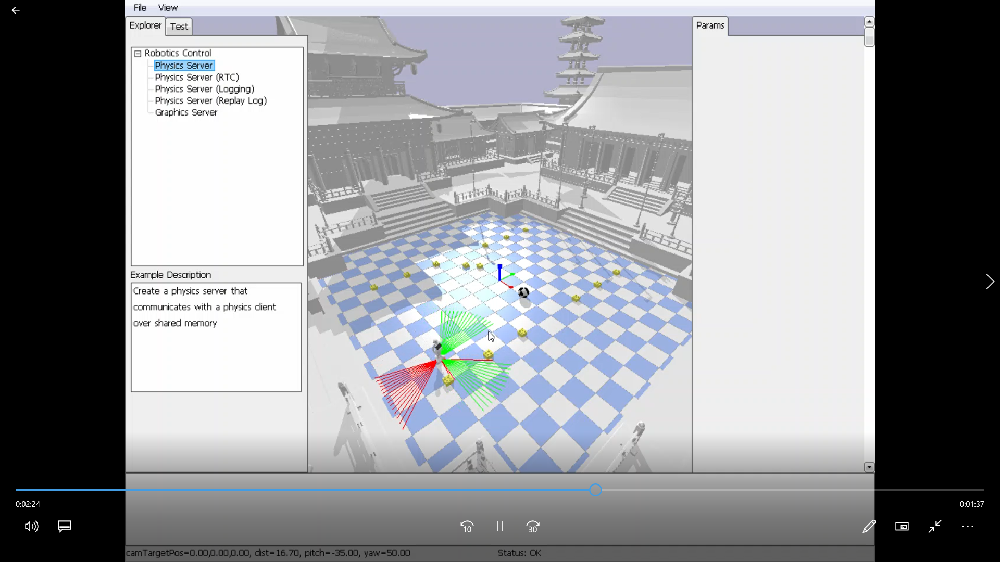 File View
Explorer Test
Params
Robotics Control
Physics Server
Physics Server (RTC)
Physics Server (Logging)
Physics Server (Replay Log)
Graphics Server
Example Description
Create a physics server that
communicates with a physics client
over shared memory
0:02:24
0:01:37
10
30
camTargetPos=0.00,0.00,0.00, dist=16.70, pitch=-35.00, yaw=50.00
Status: OK